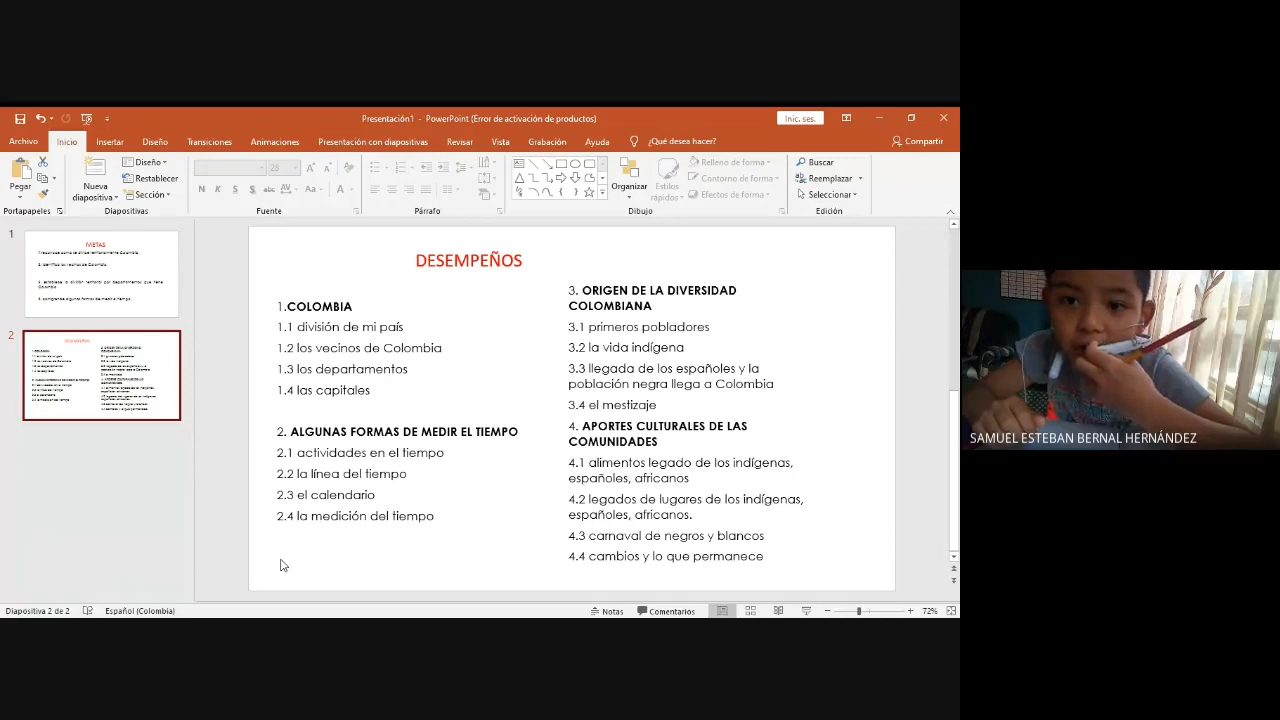 Presentación1 - PowerPoint (Error de activación de productos)
Inic. ses.
Archivo
Inicio
Insertar
Diseño
Transiciones
Animaciones
Presentación con diapositivas
Revisar
Vista
Grabación
Ayuda
¿Qué desea hacer?
Compartir
Pegar
Nueva
diapositiva
Diseño
Restablecer
Sección
28
N K S S abc AV Aa A
Organizar
Estilos
rápidos
Relleno de forma
Contorno de forma
Efectos de forma
Buscar
Reemplazar
Seleccionar
Portapapeles
Diapositivas
Fuente
Párrafo
Dibujo
Edición
1
METAS
2
DESEMPEÑOS
DESEMPEÑOS
1.COLOMBIA
1.1 división de mi país
1.2 los vecinos de Colombia
1.3 los departamentos
1.4 las capitales
2. ALGUNAS FORMAS DE MEDIR EL TIEMPO
2.1 actividades en el tiempo
2.2 la línea del tiempo
2.3 el calendario
2.4 la medición del tiempo
3. ORIGEN DE LA DIVERSIDAD
COLOMBIANA
3.1 primeros pobladores
3.2 la vida indígena
3.3 llegada de los españoles y la
población negra llega a Colombia
3.4 el mestizaje
4. APORTES CULTURALES DE LAS
COMUNIDADES
4.1 alimentos legado de los indígenas,
españoles, africanos
4.2 legados de lugares de los indígenas,
españoles, africanos.
4.3 carnaval de negros y blancos
4.4 cambios y lo que permanece
SAMUEL ESTEBAN BERNAL HERNÁNDEZ
Diapositiva 2 de 2
Español (Colombia)
Notas
Comentarios
72%